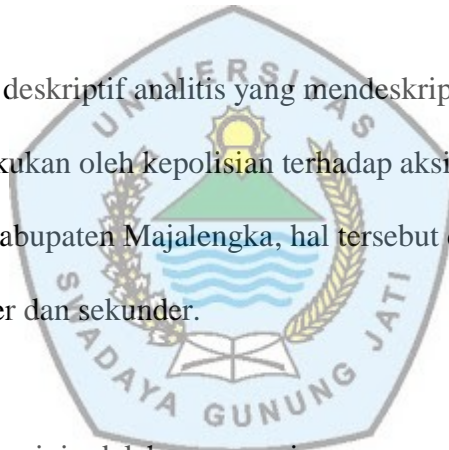 deskriptif analitis yang mendeskrip
kukan oleh kepolisian terhadap aksi
abupaten Majalengka, hal tersebut
er dan sekunder.
UNIVERSITAS
SWADAYA GUNUNG JATI